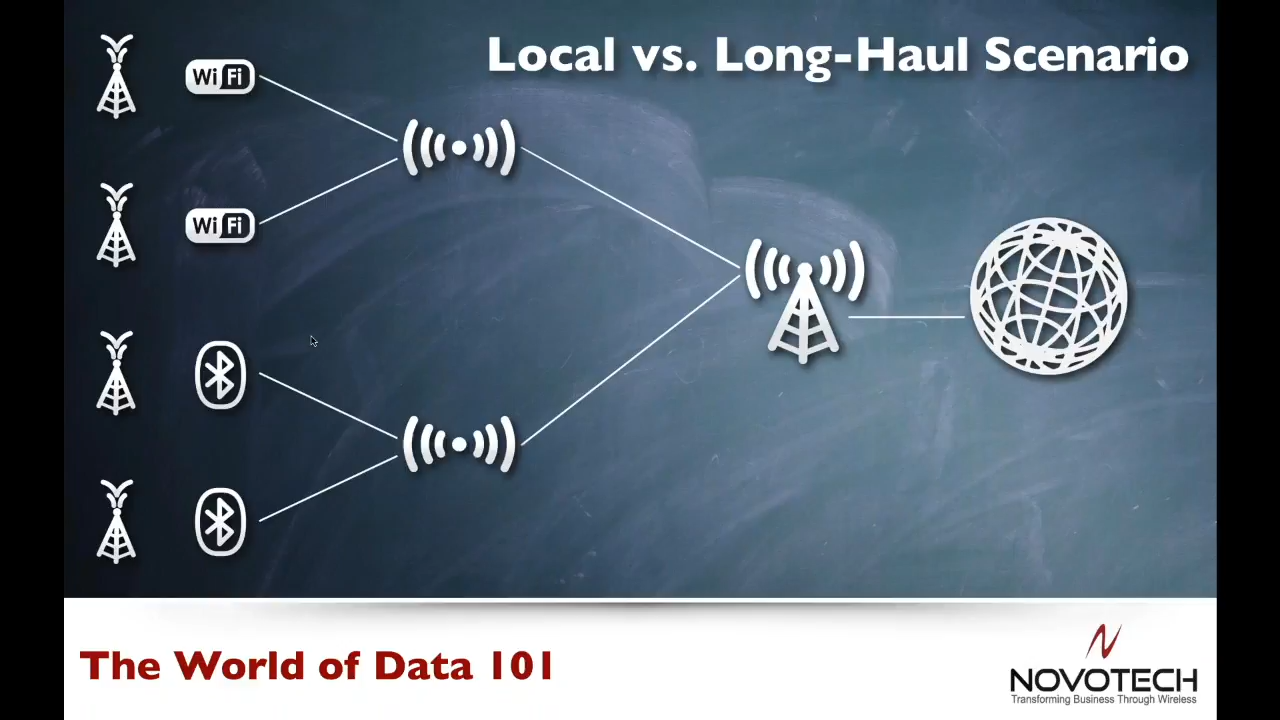 Local vs. Long-Haul Scenario
Wi Fi
Wi Fi
The World of Data 101
NOVOTECH
Transforming Business Through Wireless